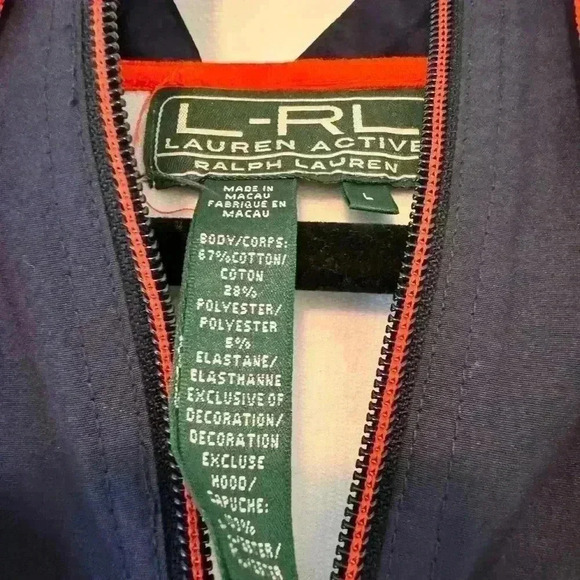 L-RL
LAUREN ACTIVE
RALPH LAUREN
L
MADE IN
MACAU
FABRIQUÉ EN
MACAU
BODY/CORPS:
67%COTTON/
COTON
28%
POLYESTER/
POLYESTER
5%
ELASTANE/
ELASTHANNE
EXCLUSIVE OF
DECORATION/
DECORATION
EXCLUSE
HOOD/
CAPUCHE: